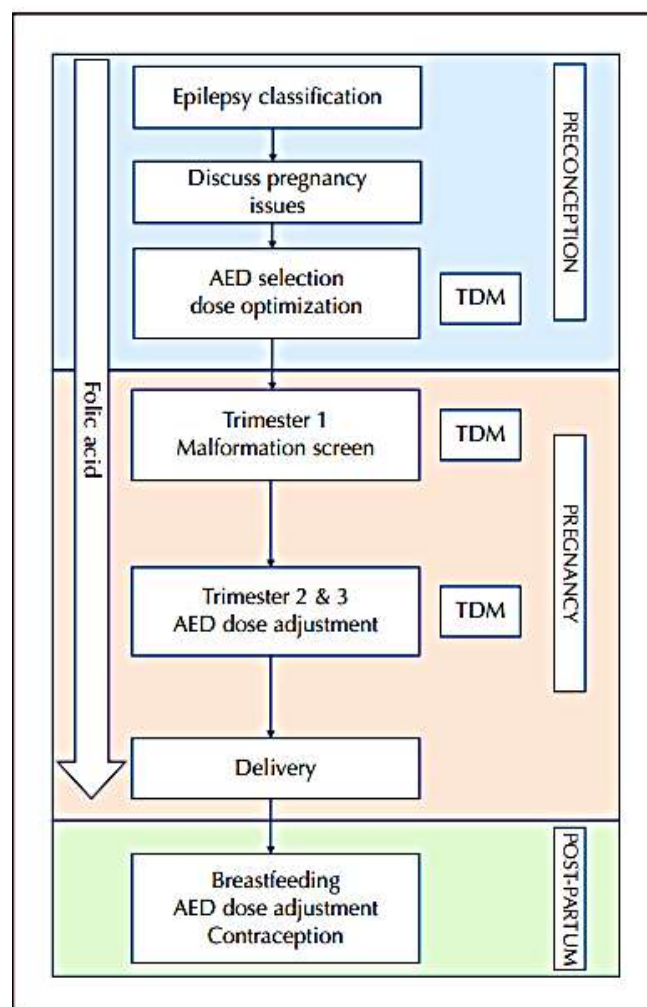 Epilepsy classification
Discuss pregnancy
issues
AED selection
dose optimization
TDM
PRECONCEPTION
Folic acid
Trimester 1
Malformation screen
TDM
Trimester 2 & 3
AED dose adjustment
TDM
PREGNANCY
Delivery
Breastfeeding
AED dose adjustment
Contraception
POST-PARTUM